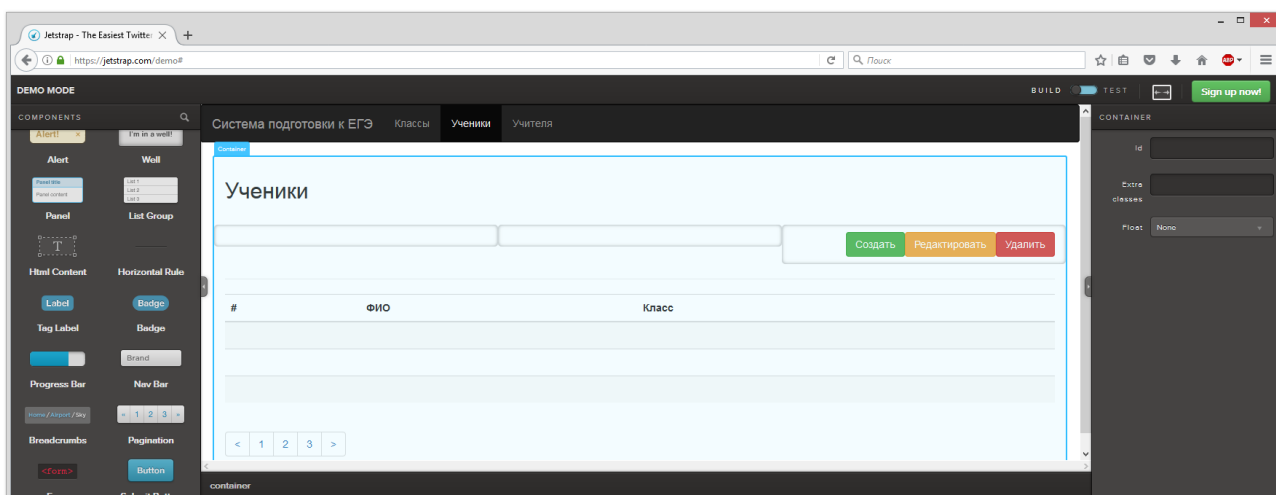 Jetstrap - The Easiest Twitter
https://jetstrap.com/demo#
Поиск
ABP
DEMO MODE
BUILD TEST
Sign up now!
COMPONENTS
Alert! ×
I'm in a well!
Alert
Well
Panel title
Panel content
List 1
List 2
List 3
Panel
List Group
T
Html Content
Horizontal Rule
Label
Badge
Tag Label
Badge
Brand
Progress Bar
Nav Bar
Home / Airport / Sky
« 1 2 3 »
Breadcrumbs
Pagination
<form>
Button
Система подготовки к ЕГЭ Классы Ученики Учителя
Container
Ученики
Создать Редактировать Удалить
# ФИО Класс
< 1 2 3 >
container
CONTAINER
Id
Extra
classes
Float None